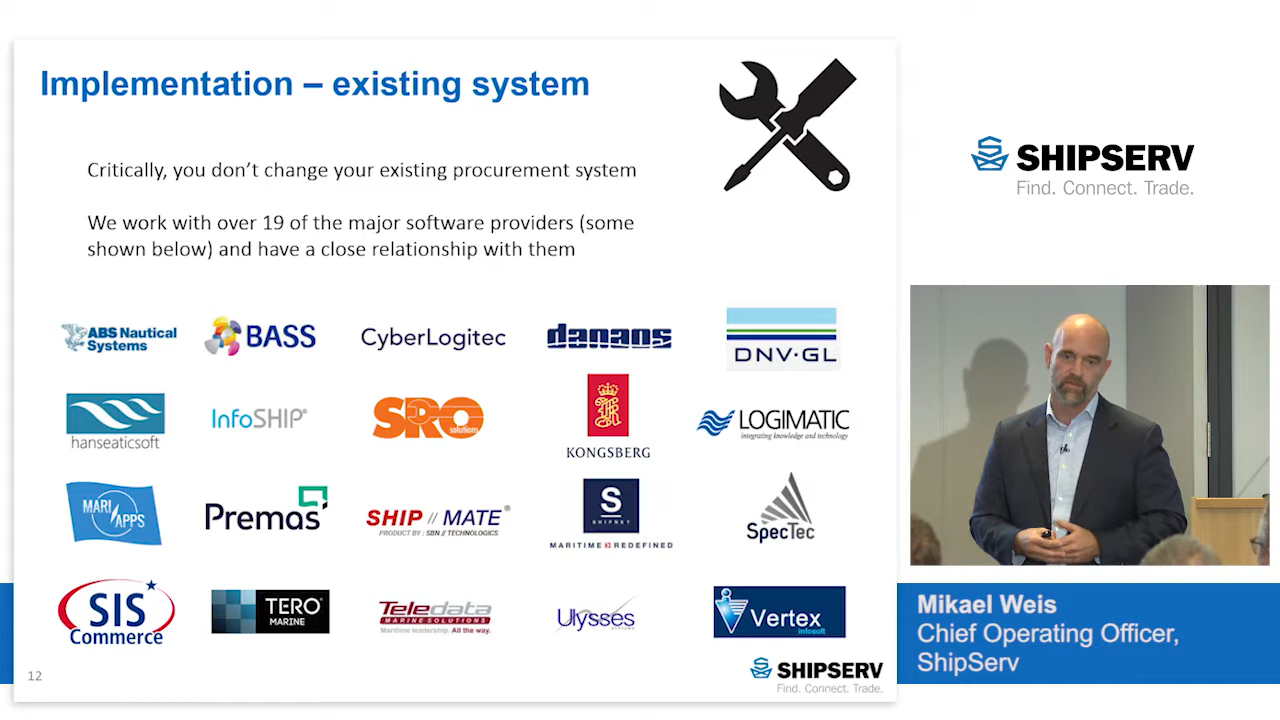 Implementation – existing system
Critically, you don’t change your existing procurement system
We work with over 19 of the major software providers (some
shown below) and have a close relationship with them
ABS Nautical
Systems
BASS
CyberLogitec
danaos
DNV·GL
hanseaticsoft
InfoSHIP®
SRO
solutions
KONGSBERG
LOGIMATIC
integrating knowledge and technology
MARI
APPS
Premas
SHIP // MATE®
PRODUCT BY : SBN // TECHNOLOGICS
S
SHIPNET
MARITIME REDEFINED
SpecTec
SIS
Commerce
TERO®
MARINE
Teledata
MARINE SOLUTIONS
Maritime leadership. All the way.
Ulysses
SYSTEMS
Vertex
infosoft
12
SHIPSERV
Find. Connect. Trade.
SHIPSERV
Find. Connect. Trade.
Mikael Weis
Chief Operating Officer,
ShipServ